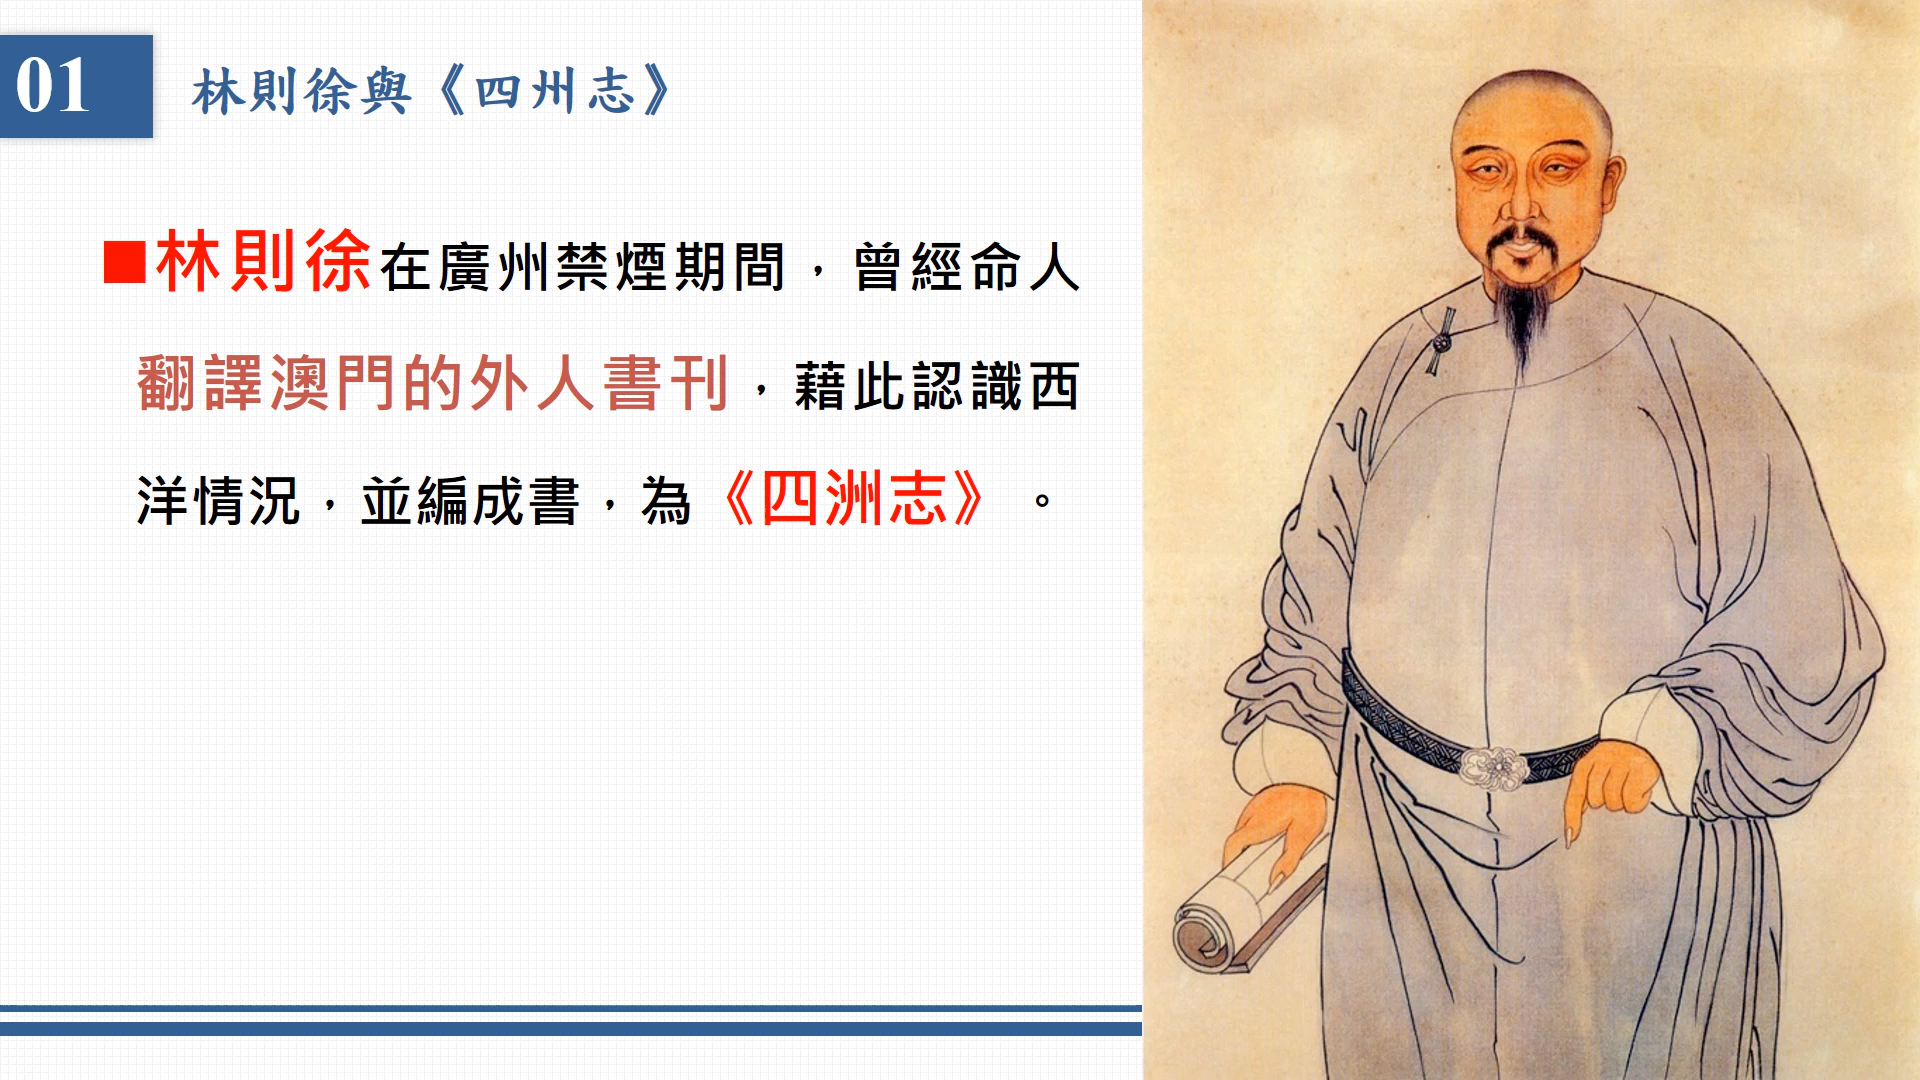 01
林則徐與《四州志》
■林則徐在廣州禁煙期間，曾經命人
翻譯澳門的外人書刊，藉此認識西
洋情況，並編成書，為《四洲志》。